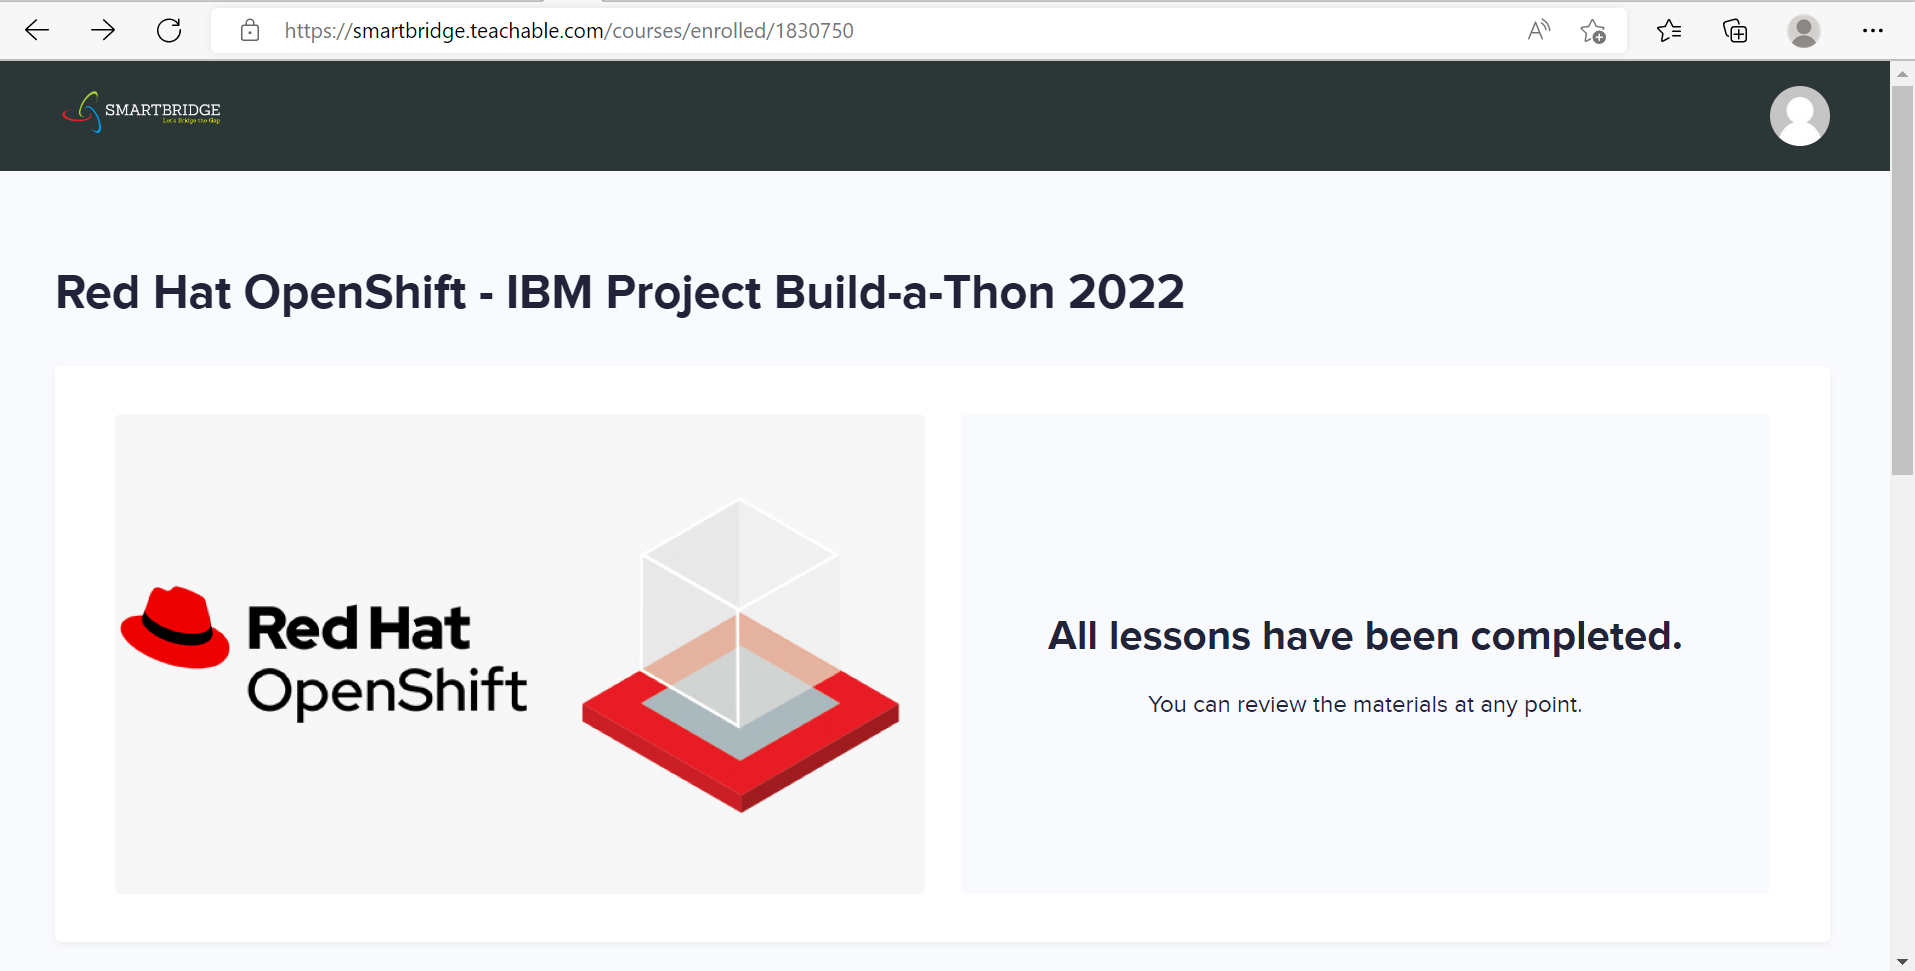 https://smartbridge.teachable.com/courses/enrolled/1830750
SMARTBRIDGE
Let's Bridge the Gap
Red Hat OpenShift - IBM Project Build-a-Thon 2022
Red Hat
OpenShift
All lessons have been completed.
You can review the materials at any point.